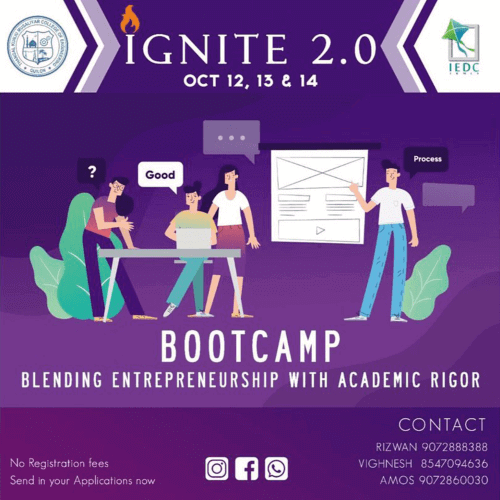 IGNITE 2.0
OCT 12, 13 & 14
IEDC
?
Good
Process
BOOTCAMP
BLENDING ENTREPRENEURSHIP WITH ACADEMIC RIGOR
CONTACT
RIZWAN 9072888388
VIGHNESH 8547094636
AMOS 9072860030
No Registration fees
Send in your Applications now